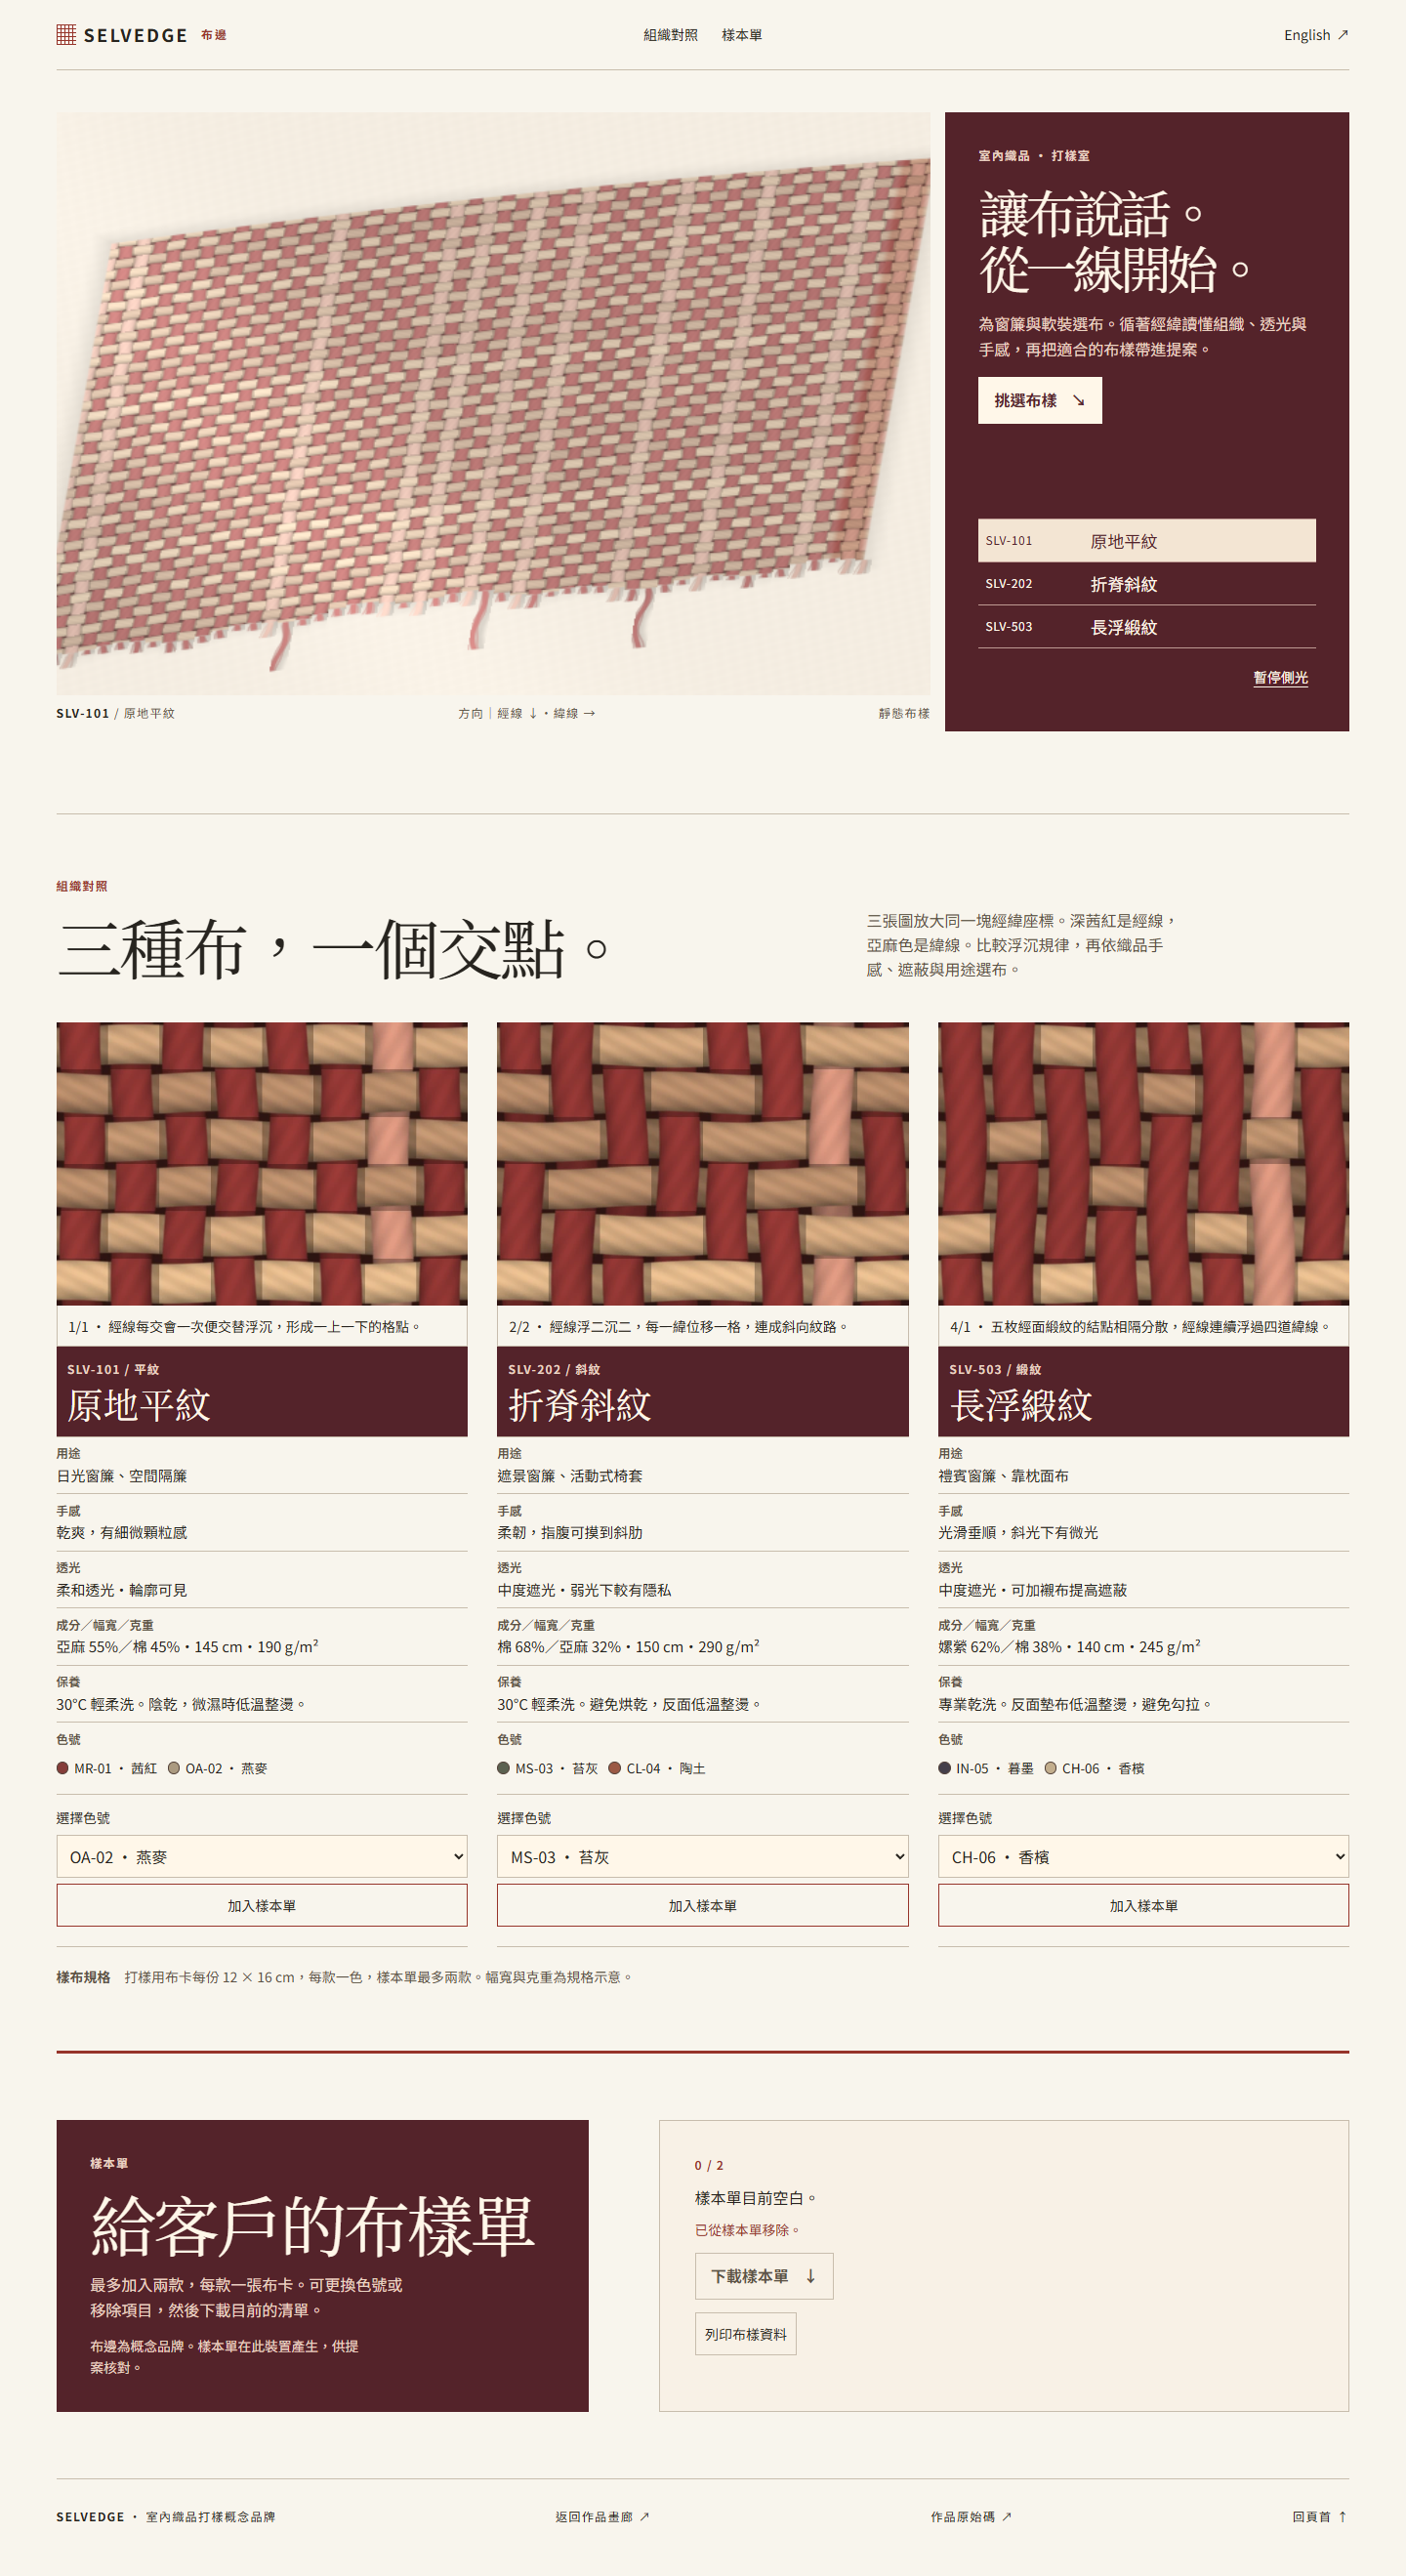 SELVEDGE 布邊
組織對照 樣本單
English ↗
室內織品 · 打樣室
讓布說話。
從一線開始。
為窗簾與軟裝選布。循著經緯讀懂組織、透光與
手感,再把適合的布樣帶進提案。
挑選布樣 ↘
SLV-101 原地平紋
SLV-202 折脊斜紋
SLV-503 長浮緞紋
暫停側光
SLV-101 / 原地平紋
方向|經線 ↓・緯線 →
靜態布樣
組織對照
三種布,一個交點。
三張圖放大同一塊經緯座標。深茜紅是經線,
亞麻色是緯線。比較浮沉規律,再依織品手
感、遮蔽與用途選布。
1/1 · 經線每交會一次便交替浮沉,形成一上一下的格點。
SLV-101 / 平紋
原地平紋
用途
日光窗簾、空間隔簾
手感
乾爽,有細微顆粒感
透光
柔和透光・輪廓可見
成分／幅寬／克重
亞麻 55%／棉 45%・145 cm・190 g/m²
保養
30°C 輕柔洗。陰乾,微濕時低溫整燙。
色號
MR-01 · 茜紅 OA-02 · 燕麥
選擇色號
OA-02 · 燕麥
加入樣本單
2/2 · 經線浮二沉二,每一緯位移一格,連成斜向紋路。
SLV-202 / 斜紋
折脊斜紋
用途
遮景窗簾、活動式椅套
手感
柔韌,指腹可摸到斜肋
透光
中度遮光・弱光下較有隱私
成分／幅寬／克重
棉 68%／亞麻 32%・150 cm・290 g/m²
保養
30°C 輕柔洗。避免烘乾,反面低溫整燙。
色號
MS-03 · 苔灰 CL-04 · 陶土
選擇色號
MS-03 · 苔灰
加入樣本單
4/1 · 五枚經面緞紋的結點相隔分散,經線連續浮過四道緯線。
SLV-503 / 緞紋
長浮緞紋
用途
禮賓窗簾、靠枕面布
手感
光滑垂順,斜光下有微光
透光
中度遮光・可加襯布提高遮蔽
成分／幅寬／克重
嫘縈 62%／棉 38%・140 cm・245 g/m²
保養
專業乾洗。反面墊布低溫整燙,避免勾拉。
色號
IN-05 · 暮墨 CH-06 · 香檳
選擇色號
CH-06 · 香檳
加入樣本單
樣布規格 打樣用布卡每份 12 × 16 cm,每款一色,樣本單最多兩款。幅寬與克重為規格示意。
樣本單
給客戶的布樣單
最多加入兩款,每款一張布卡。可更換色號或
移除項目,然後下載目前的清單。
布邊為概念品牌。樣本單在此裝置產生,供提
案核對。
0 / 2
樣本單目前空白。
已從樣本單移除。
下載樣本單 ↓
列印布樣資料
SELVEDGE · 室內織品打樣概念品牌
返回作品畫廊 ↗
作品原始碼 ↗
回頁首 ↑